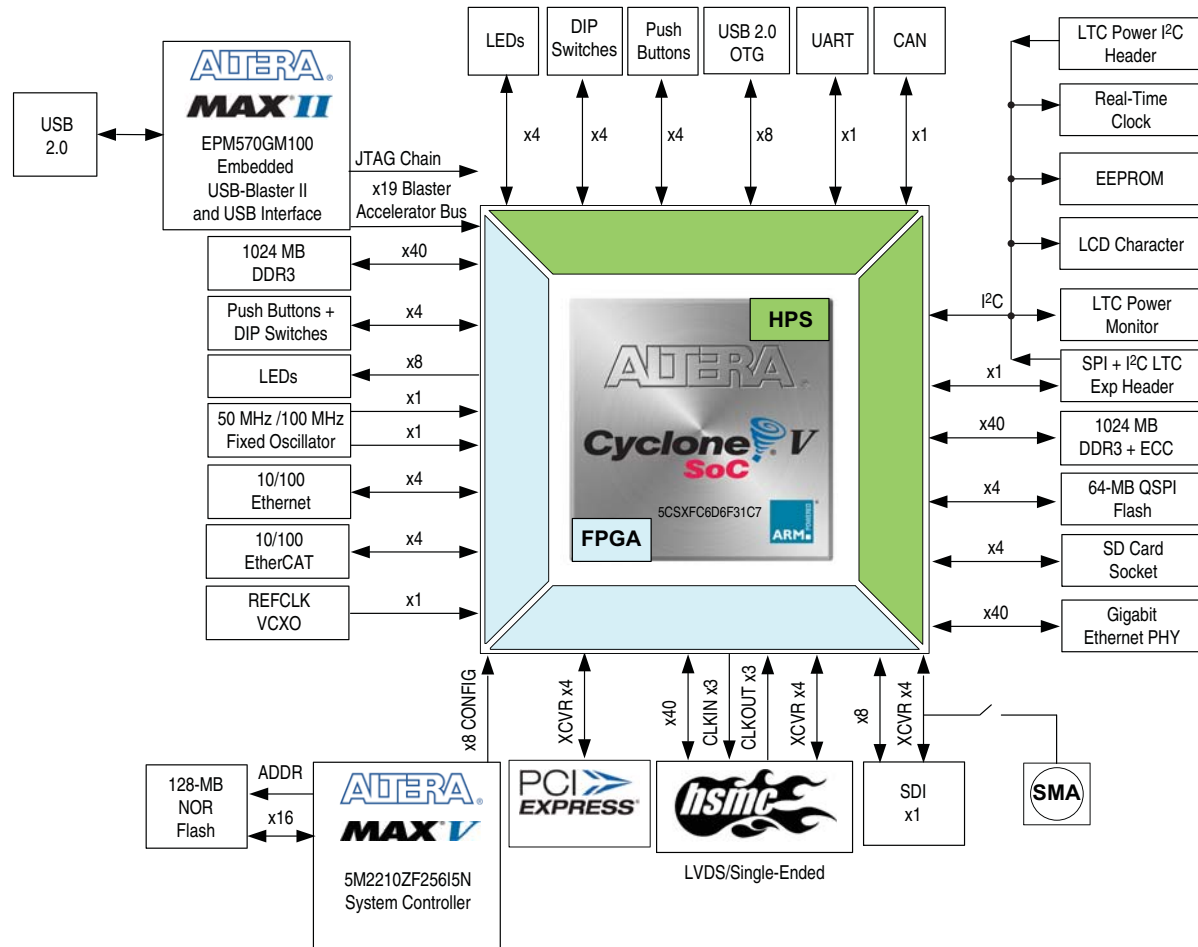 LEDs
DIP
Switches
Push
Buttons
USB 2.0
OTG
UART
CAN
x4
x4
x4
x8
x1
x1
LTC Power I²C
Header
Real-Time
Clock
EEPROM
LCD Character
I²C
LTC Power
Monitor
x1
SPI + I²C LTC
Exp Header
x40
1024 MB
DDR3 + ECC
x4
64-MB QSPI
Flash
x4
SD Card
Socket
x40
Gigabit
Ethernet PHY
USB
2.0
ALTERA®
MAX® II
EPM570GM100
Embedded
USB-Blaster II
and USB Interface
JTAG Chain
x19 Blaster
Accelerator Bus
1024 MB
DDR3
x40
Push Buttons +
DIP Switches
x4
LEDs
x8
50 MHz /100 MHz
Fixed Oscillator
x1
x1
10/100
Ethernet
x4
10/100
EtherCAT
x4
REFCLK
VCXO
x1
HPS
ALTERA®
Cyclone® V
SoC
5CSXFC6D6F31C7
ARM POWERED®
FPGA
x8 CONFIG
XCVR x4
x40
CLKIN x3
CLKOUT x3
XCVR x4
x8
XCVR x4
128-MB
NOR
Flash
ADDR
x16
ALTERA®
MAX® V
5M2210ZF256I5N
System Controller
PCI
EXPRESS®
hsmc
LVDS/Single-Ended
SDI
x1
SMA